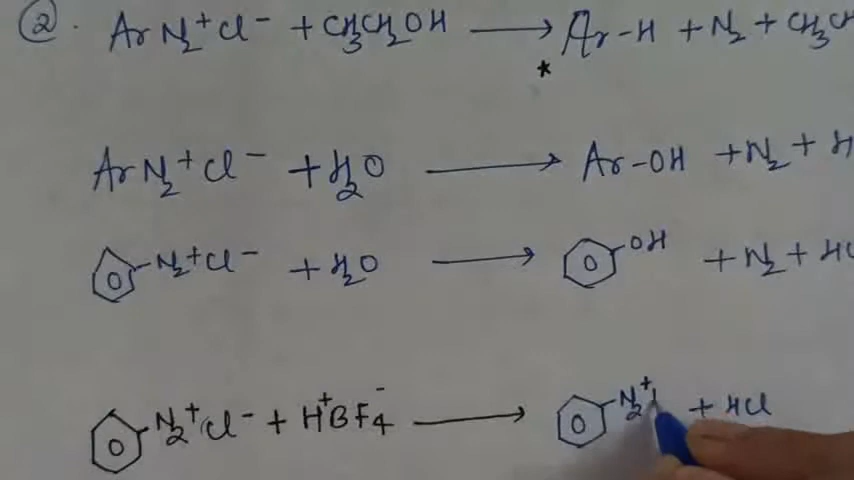 ②. ArN₂⁺Cl⁻ + CH₃CH₂OH ⟶ Ar-H + N₂ + CH₃CH
*
ArN₂⁺Cl⁻ + H₂O ⟶ Ar-OH + N₂ + H
N₂⁺Cl⁻ + H₂O ⟶ OH + N₂ + HC
N₂⁺Cl⁻ + H⁺BF₄⁻ ⟶ N₂⁺ + HCl